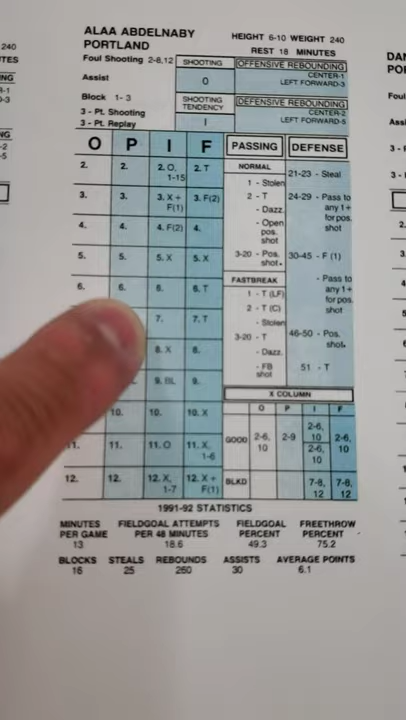 ALAA ABDELNABY HEIGHT 6-10 WEIGHT 240
PORTLAND REST 18 MINUTES
Foul Shooting 2-8,12 SHOOTING OFFENSIVE REBOUNDING
Assist O CENTER-1
LEFT FORWARD-3
Block 1-3 SHOOTING TENDENCY DEFENSIVE REBOUNDING
3 - Pt. Shooting CENTER-2
3 - Pt. Replay I LEFT FORWARD-5
O P I F PASSING DEFENSE
2. 2. 2. O, 1-15 2. T
3. 3. 3. X + F(1) 3. F(2)
4. 4. 4. F(2) 4.
5. 5. 5. X 5. X
6. 6. 6. 6. T
7. 7. T
8. X 8.
9. BL 9.
10. 10. 10. X
11. 11. 11. O 11. X, 1-6
12. 12. 12. X, 1-7 12. X + F(1)
NORMAL
1 - Stolen
2 - T
- Dazz.
- Open pos. shot
3-20 - Pos. shot
FASTBREAK
1 - T (LF)
2 - T (C)
- Stolen
3-20 - T
- Dazz.
- FB shot
21-23 - Steal
24-29 - Pass to any 1+ for pos. shot
30-45 - F (1)
- Pass to any 1+ for pos. shot
46-50 - Pos. shot
51 - T
X COLUMN
O P I F
GOOD 2-6, 10 2-9 2-6, 10 2-6, 10 2-6, 10
BLKD 7-8, 12 7-8, 12
1991-92 STATISTICS
MINUTES PER GAME FIELDGOAL ATTEMPTS PER 48 MINUTES FIELDGOAL PERCENT FREETHROW PERCENT
13 18.6 49.3 75.2
BLOCKS STEALS REBOUNDS ASSISTS AVERAGE POINTS
16 25 260 30 6.1